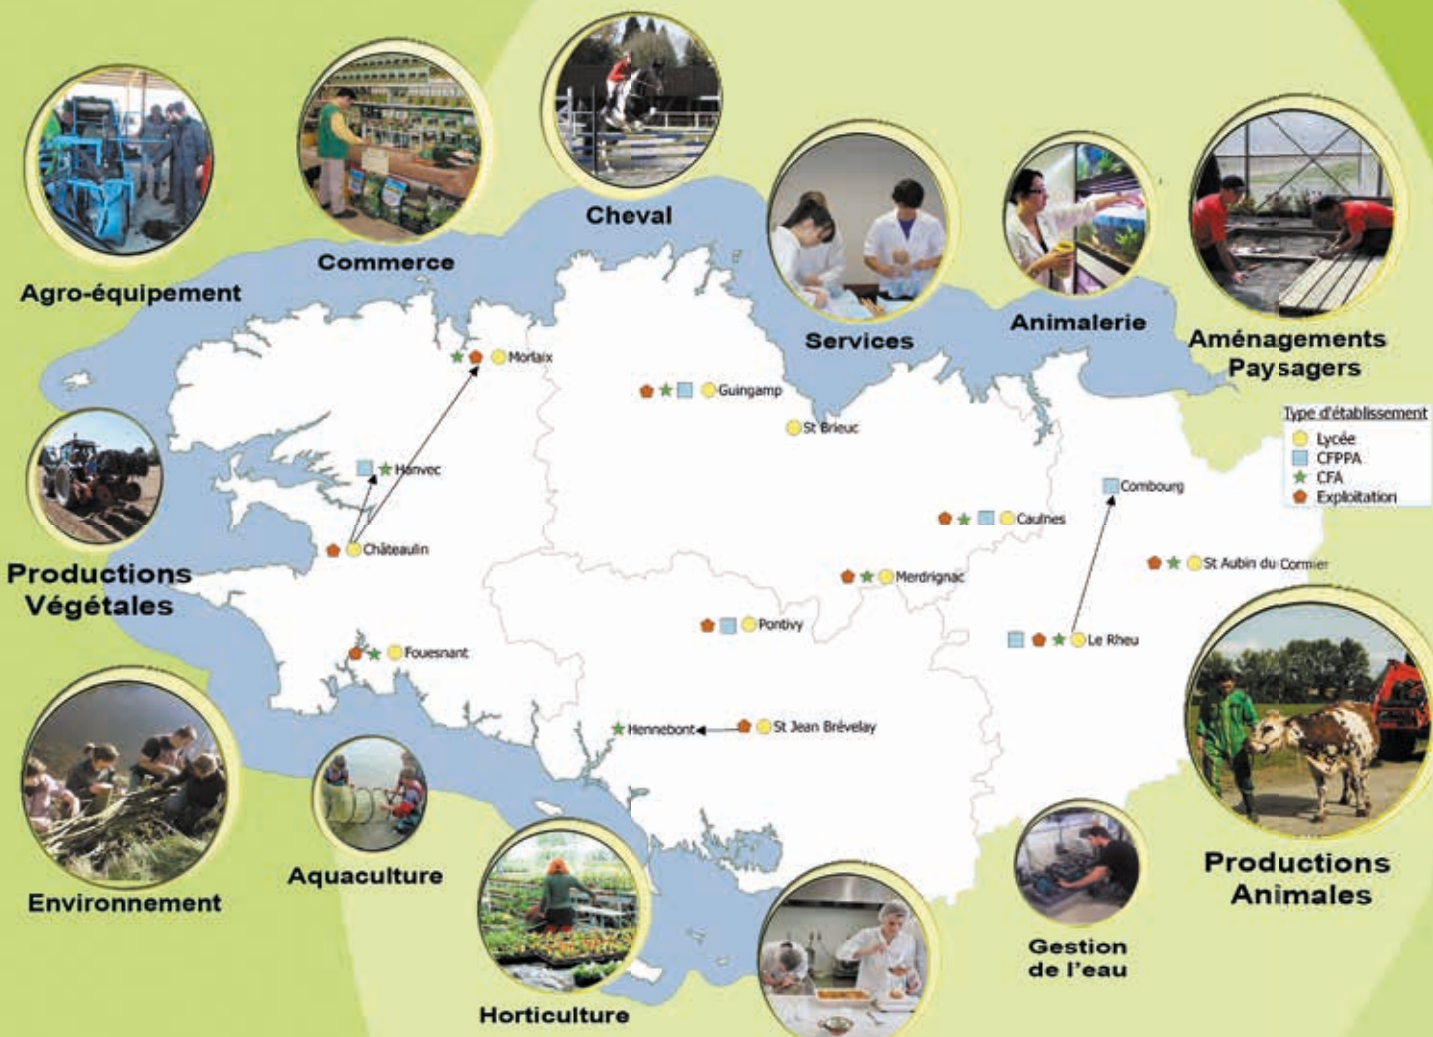 Cheval
Commerce
Agro-équipement
Services
Animalerie
Aménagements
Paysagers
Morlaix
Guingamp
St Brieuc
Type d'établissement
Lycée
CFPPA
CFA
Exploitation
Hanvec
Combourg
Châteaulin
Caulnes
St Aubin du Cormier
Productions
Végétales
Merdrignac
Pontivy
Le Rheu
Fouesnant
Hennebont
St Jean Brévelay
Productions
Animales
Aquaculture
Environnement
Gestion
de l'eau
Horticulture